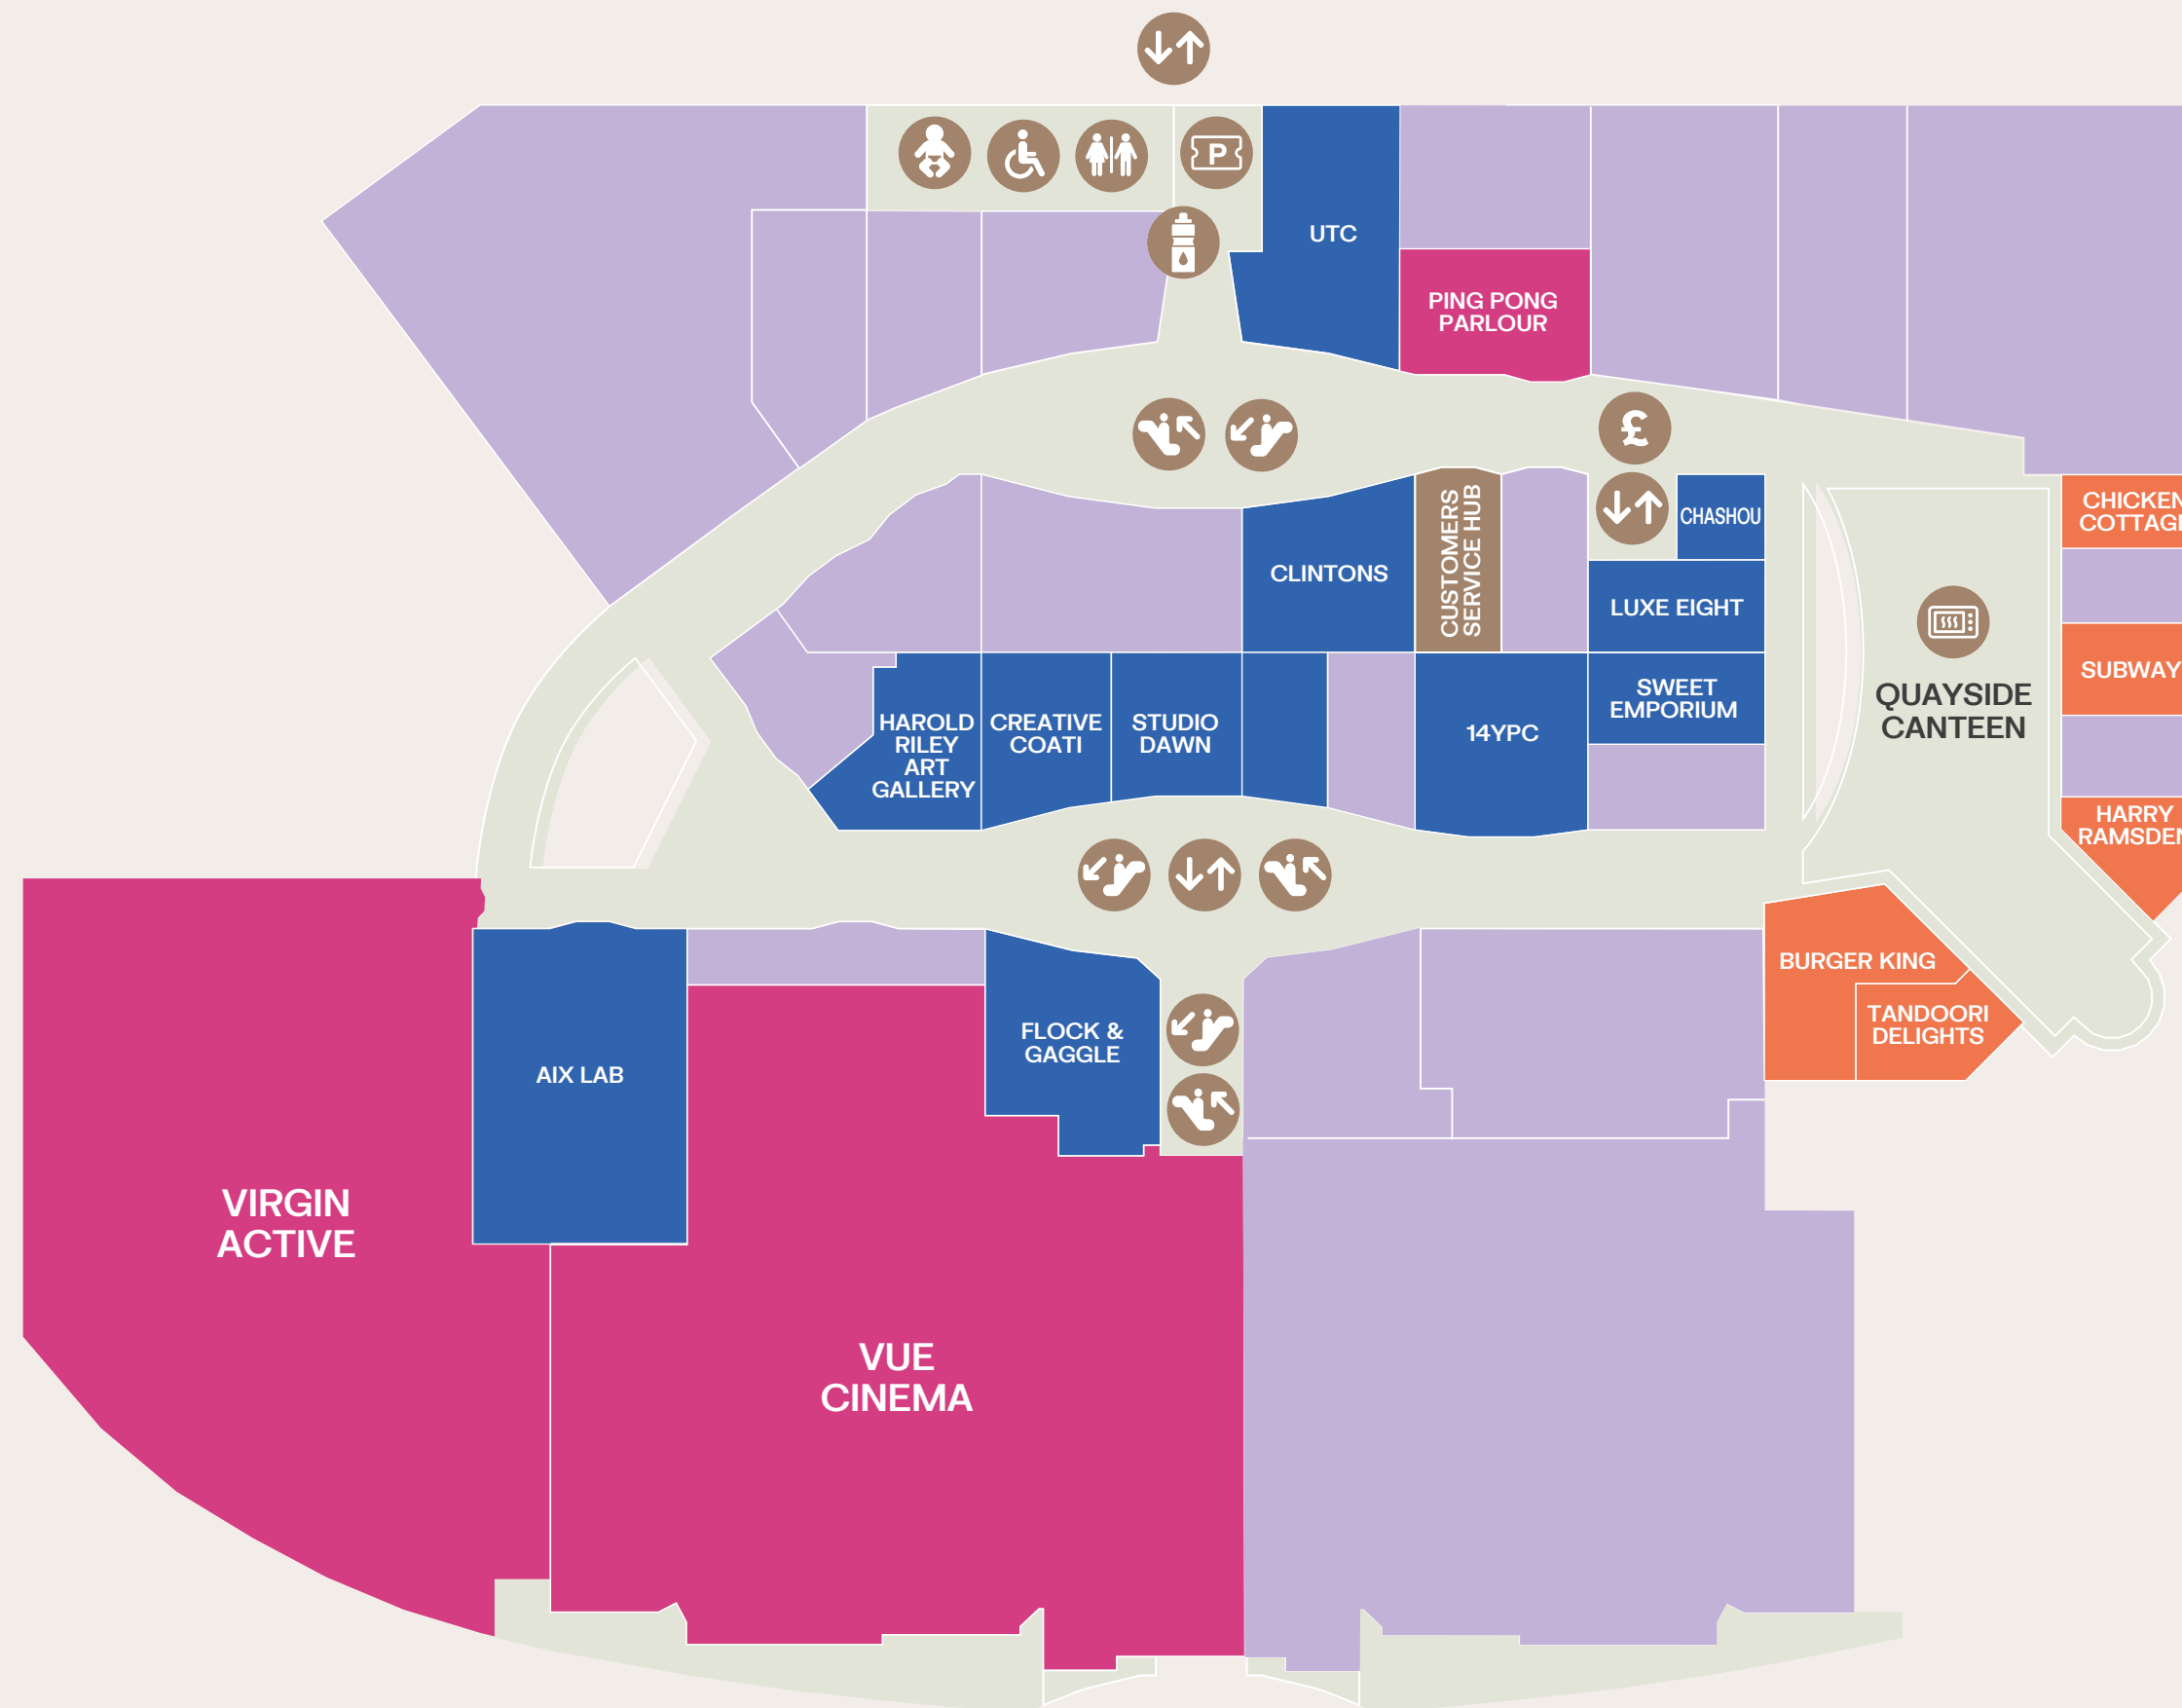 P
UTC
PING PONG
PARLOUR
£
CHICKEN
COTTAG
CUSTOMERS
SERVICE HUB
CHASHOU
CLINTONS
LUXE EIGHT
SUBWAY
QUAYSIDE
CANTEEN
SWEET
EMPORIUM
HAROLD
RILEY
ART
GALLERY
CREATIVE
COATI
STUDIO
DAWN
14YPC
HARRY
RAMSDEN
BURGER KING
TANDOORI
DELIGHTS
FLOCK &
GAGGLE
AIX LAB
VIRGIN
ACTIVE
VUE
CINEMA